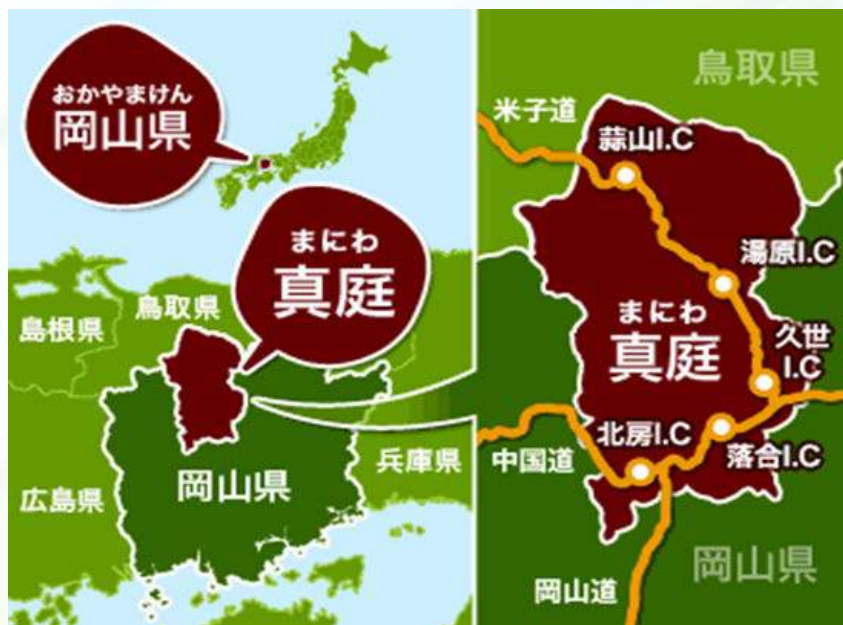 おかやまけん
岡山県
まにわ
真庭
鳥取県
島根県
岡山県
兵庫県
広島県
鳥取県
米子道
蒜山I.C
湯原I.C
まにわ
真庭
久世
I.C
北房I.C
中国道
落合I.C
岡山道
岡山県